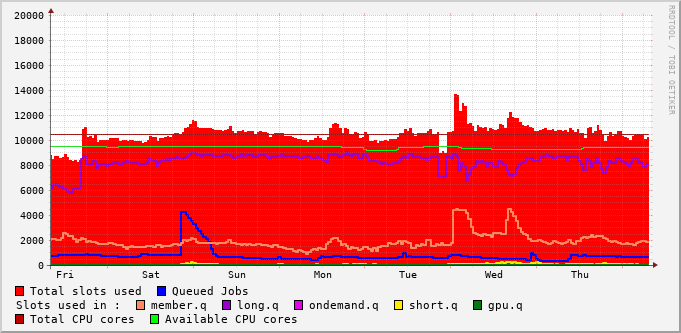 20000
18000
16000
14000
12000
10000
8000
6000
4000
2000
0
Fri Sat Sun Mon Tue Wed Thu
RRDTOOL / TOBI OETIKER
Total slots used Queued Jobs
Slots used in : member.q long.q ondemand.q short.q gpu.q
Total CPU cores Available CPU cores